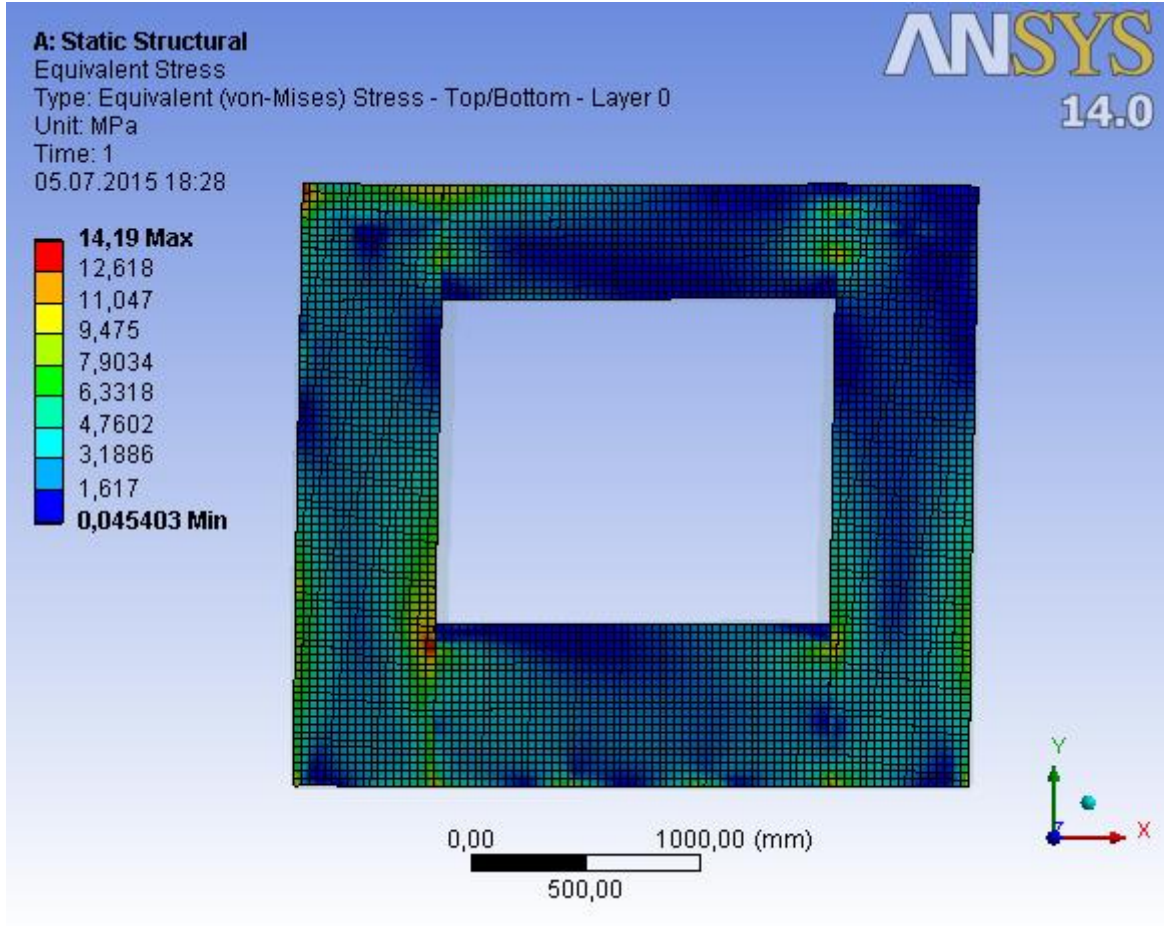 A: Static Structural
Equivalent Stress
Type: Equivalent (von-Mises) Stress - Top/Bottom - Layer 0
Unit: MPa
Time: 1
05.07.2015 18:28
ANSYS
14.0
14,19 Max
12,618
11,047
9,475
7,9034
6,3318
4,7602
3,1886
1,617
0,045403 Min
0,00
1000,00 (mm)
500,00
Y
Z
X